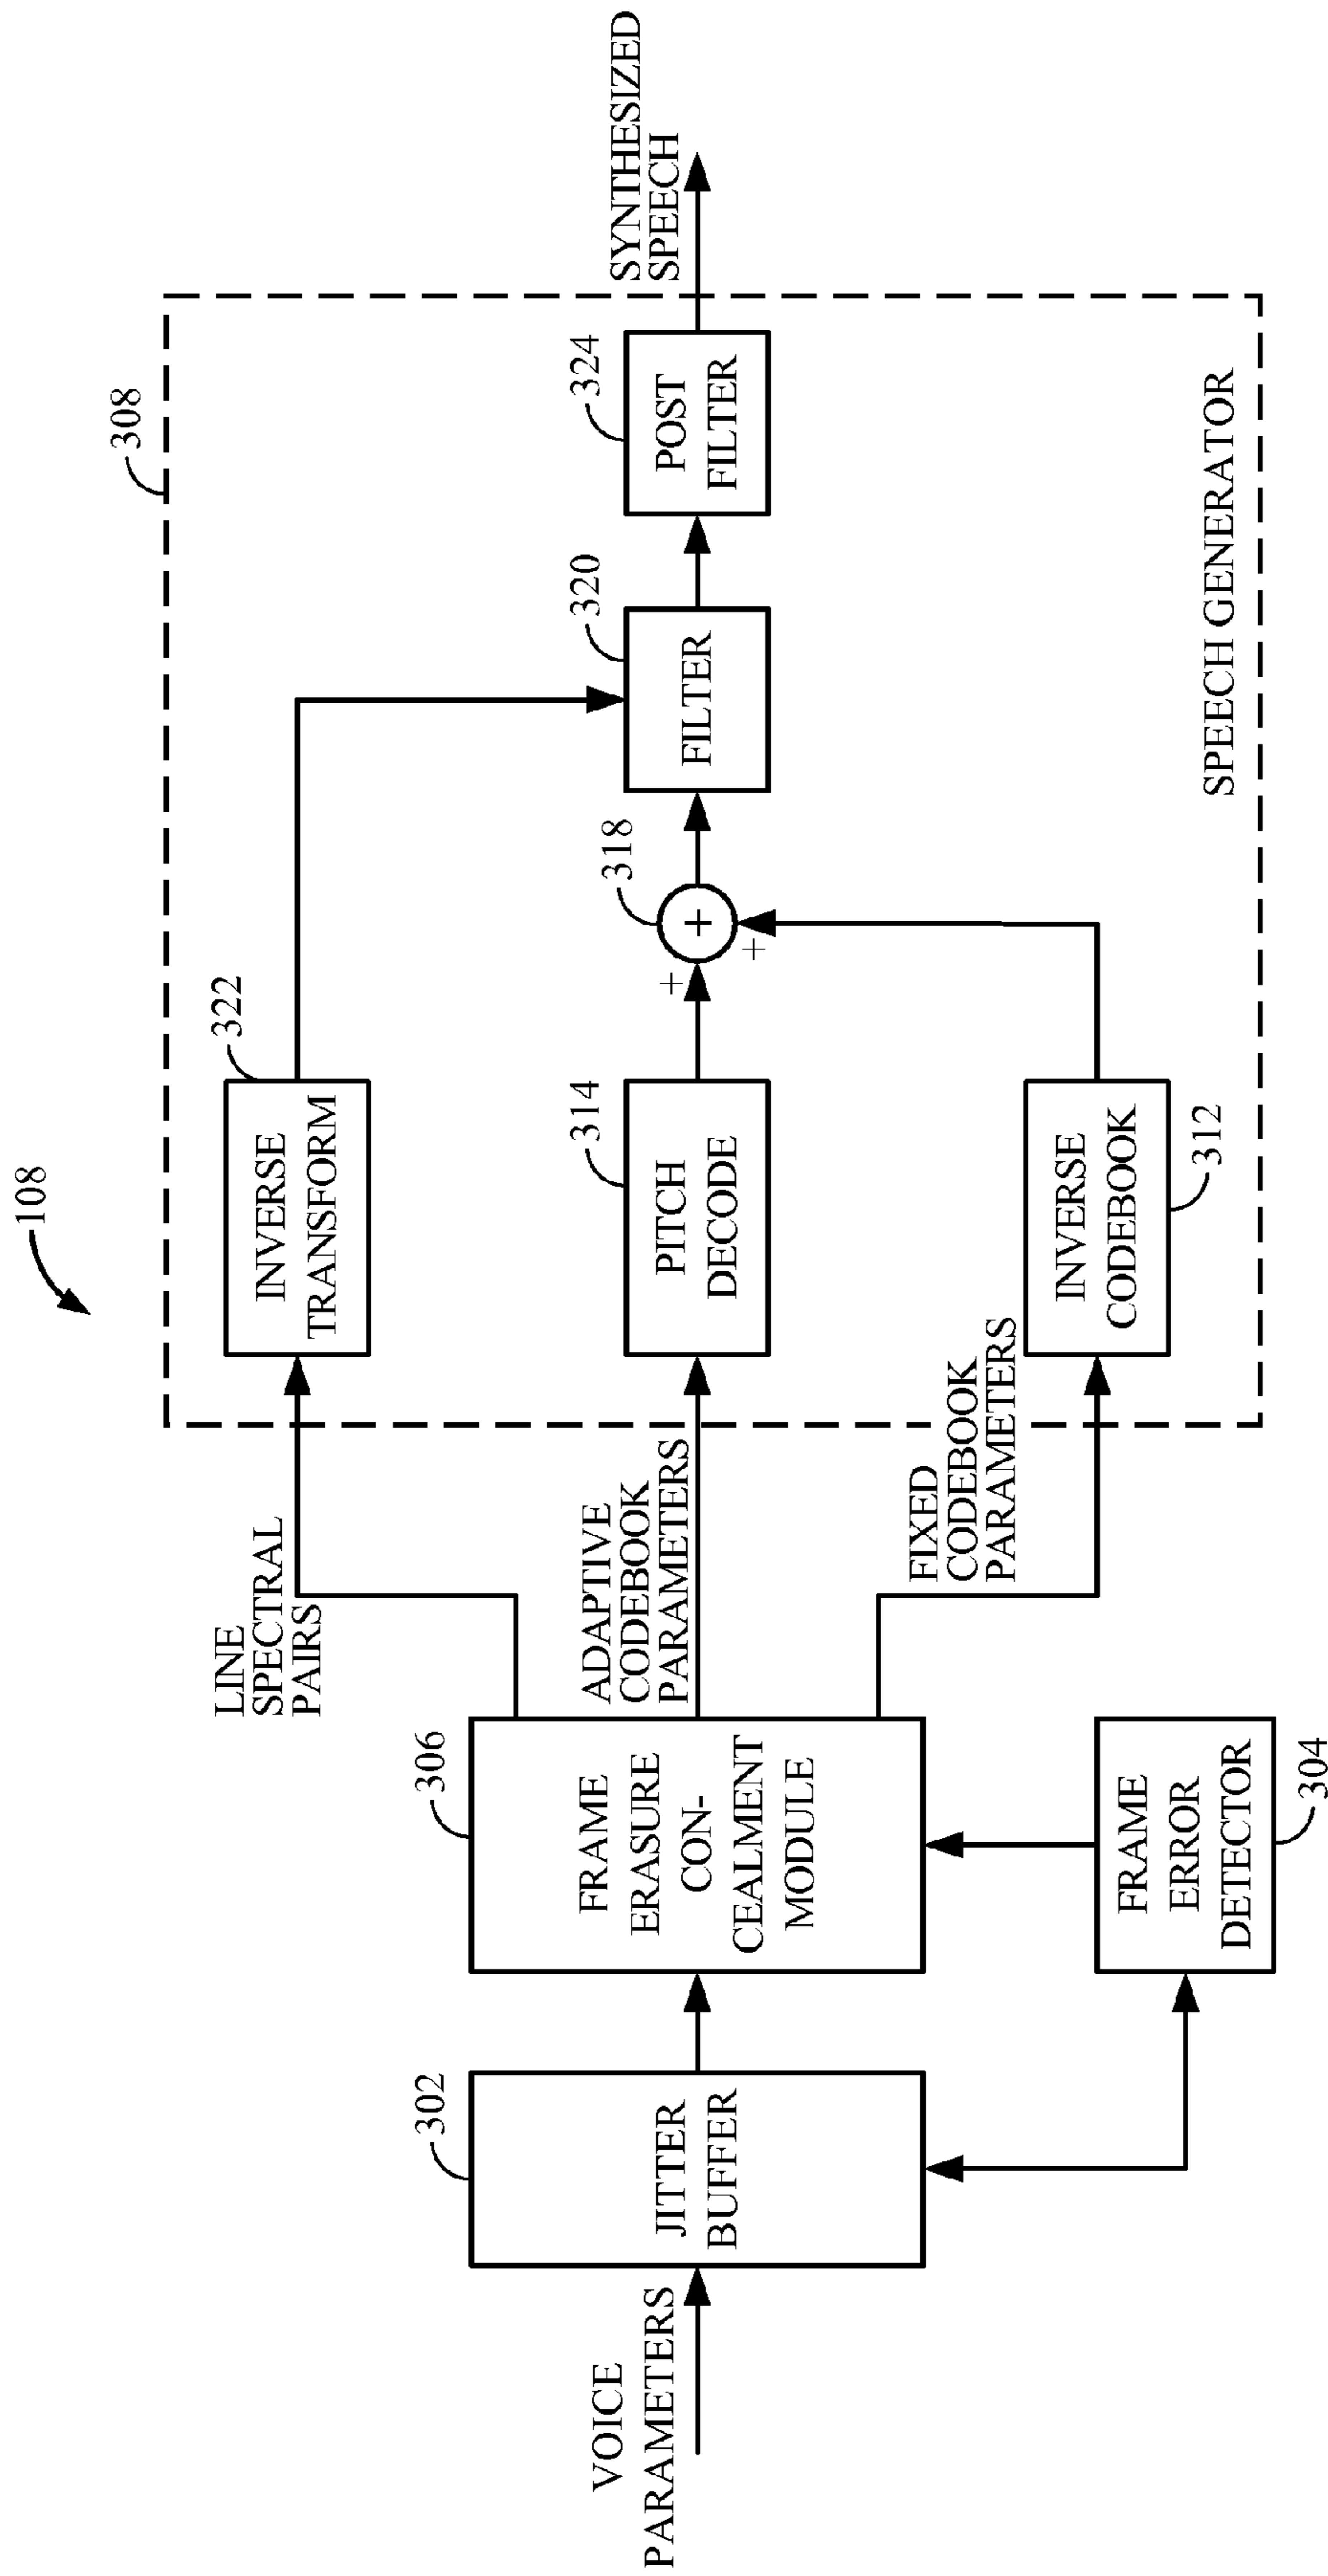 108
308
VOICE
PARAMETERS
302
JITTER
BUFFER
306
FRAME
ERASURE
CON-
CEALMENT
MODULE
FRAME
ERROR
DETECTOR
304
LINE
SPECTRAL
PAIRS
ADAPTIVE
CODEBOOK
PARAMETERS
FIXED
CODEBOOK
PARAMETERS
322
INVERSE
TRANSFORM
314
PITCH
DECODE
INVERSE
CODEBOOK
312
318
+
+
+
320
FILTER
324
POST
FILTER
SYNTHESIZED
SPEECH
SPEECH GENERATOR